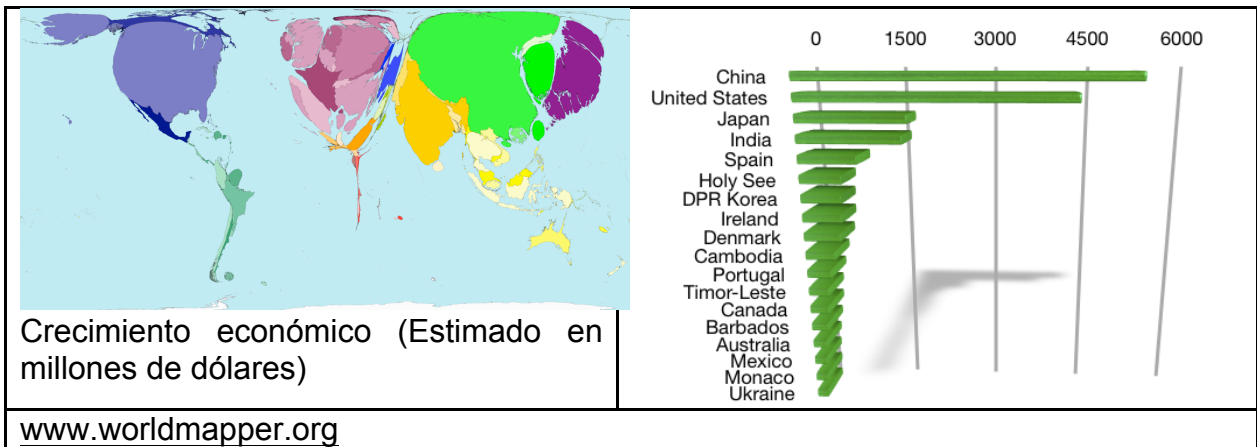 0 1500 3000 4500 6000
China
United States
Japan
India
Spain
Holy See
DPR Korea
Ireland
Denmark
Cambodia
Portugal
Timor-Leste
Canada
Barbados
Australia
Mexico
Monaco
Ukraine
Crecimiento económico (Estimado en
millones de dólares)
www.worldmapper.org